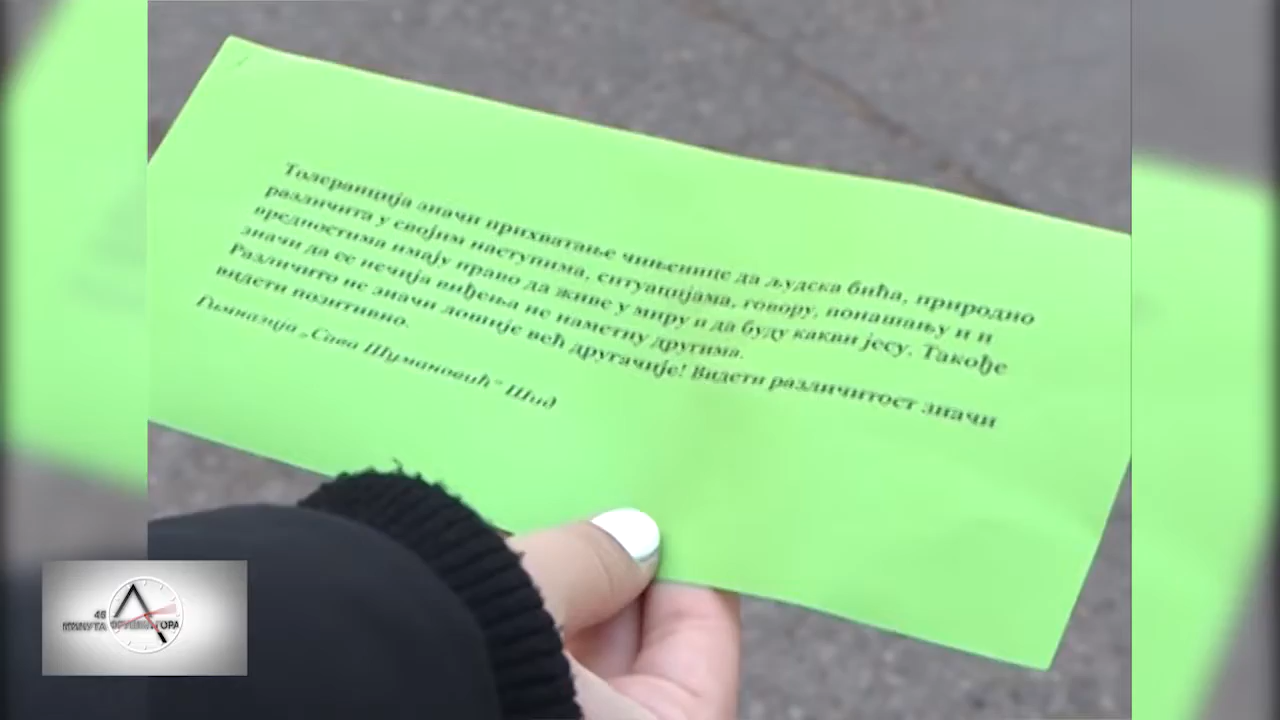 Толеранција значи прихватање чињенице да људска бића, природно
различита у својим наступима, ситуацијама, говору, понашању и и
вредностима имају право да живе у миру и да буду какви јесу. Такође
значи да се нечија виђења не наметну другима.
Различито не значи лошије већ другачије! Видети различитост значи
видети позитивно.
Гимназија „Сава Шумановић“ Шид
МИНУТА